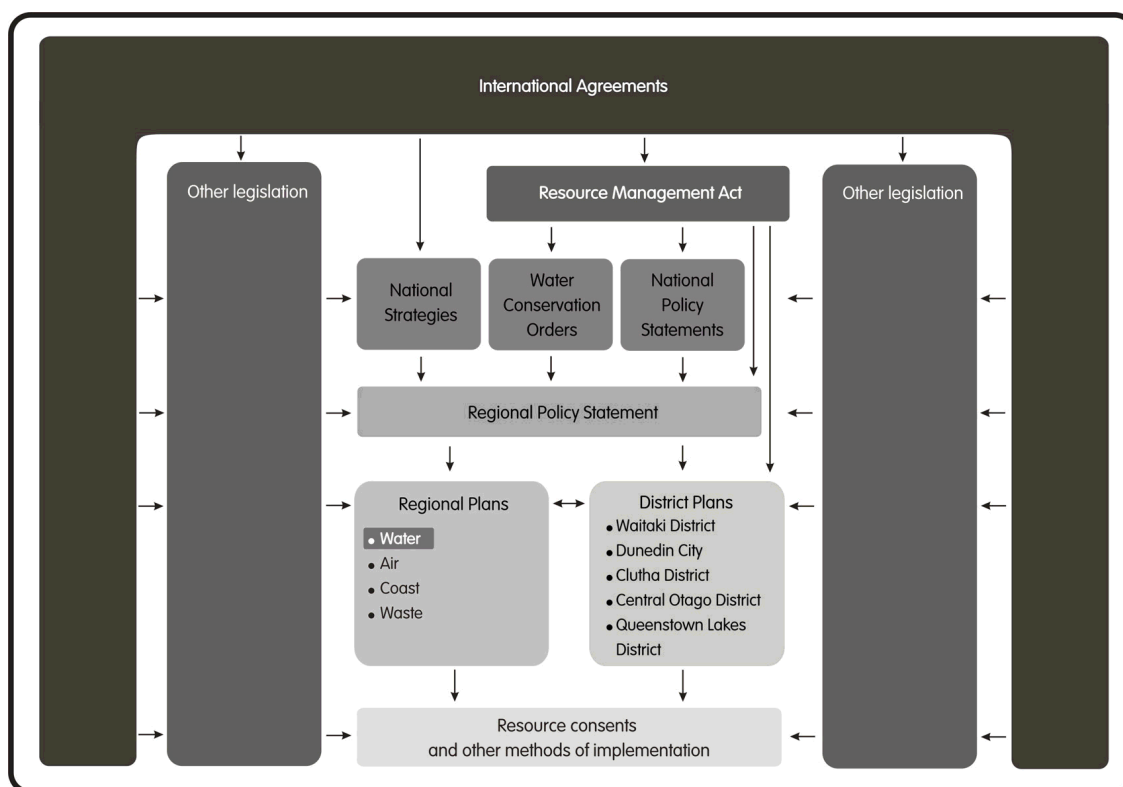 International Agreements
Other legislation
Resource Management Act
Other legislation
National
Strategies
Water
Conservation
Orders
National
Policy
Statements
Regional Policy Statement
Regional Plans
• Water
• Air
• Coast
• Waste
District Plans
• Waitaki District
• Dunedin City
• Clutha District
• Central Otago District
• Queenstown Lakes
District
Resource consents
and other methods of implementation